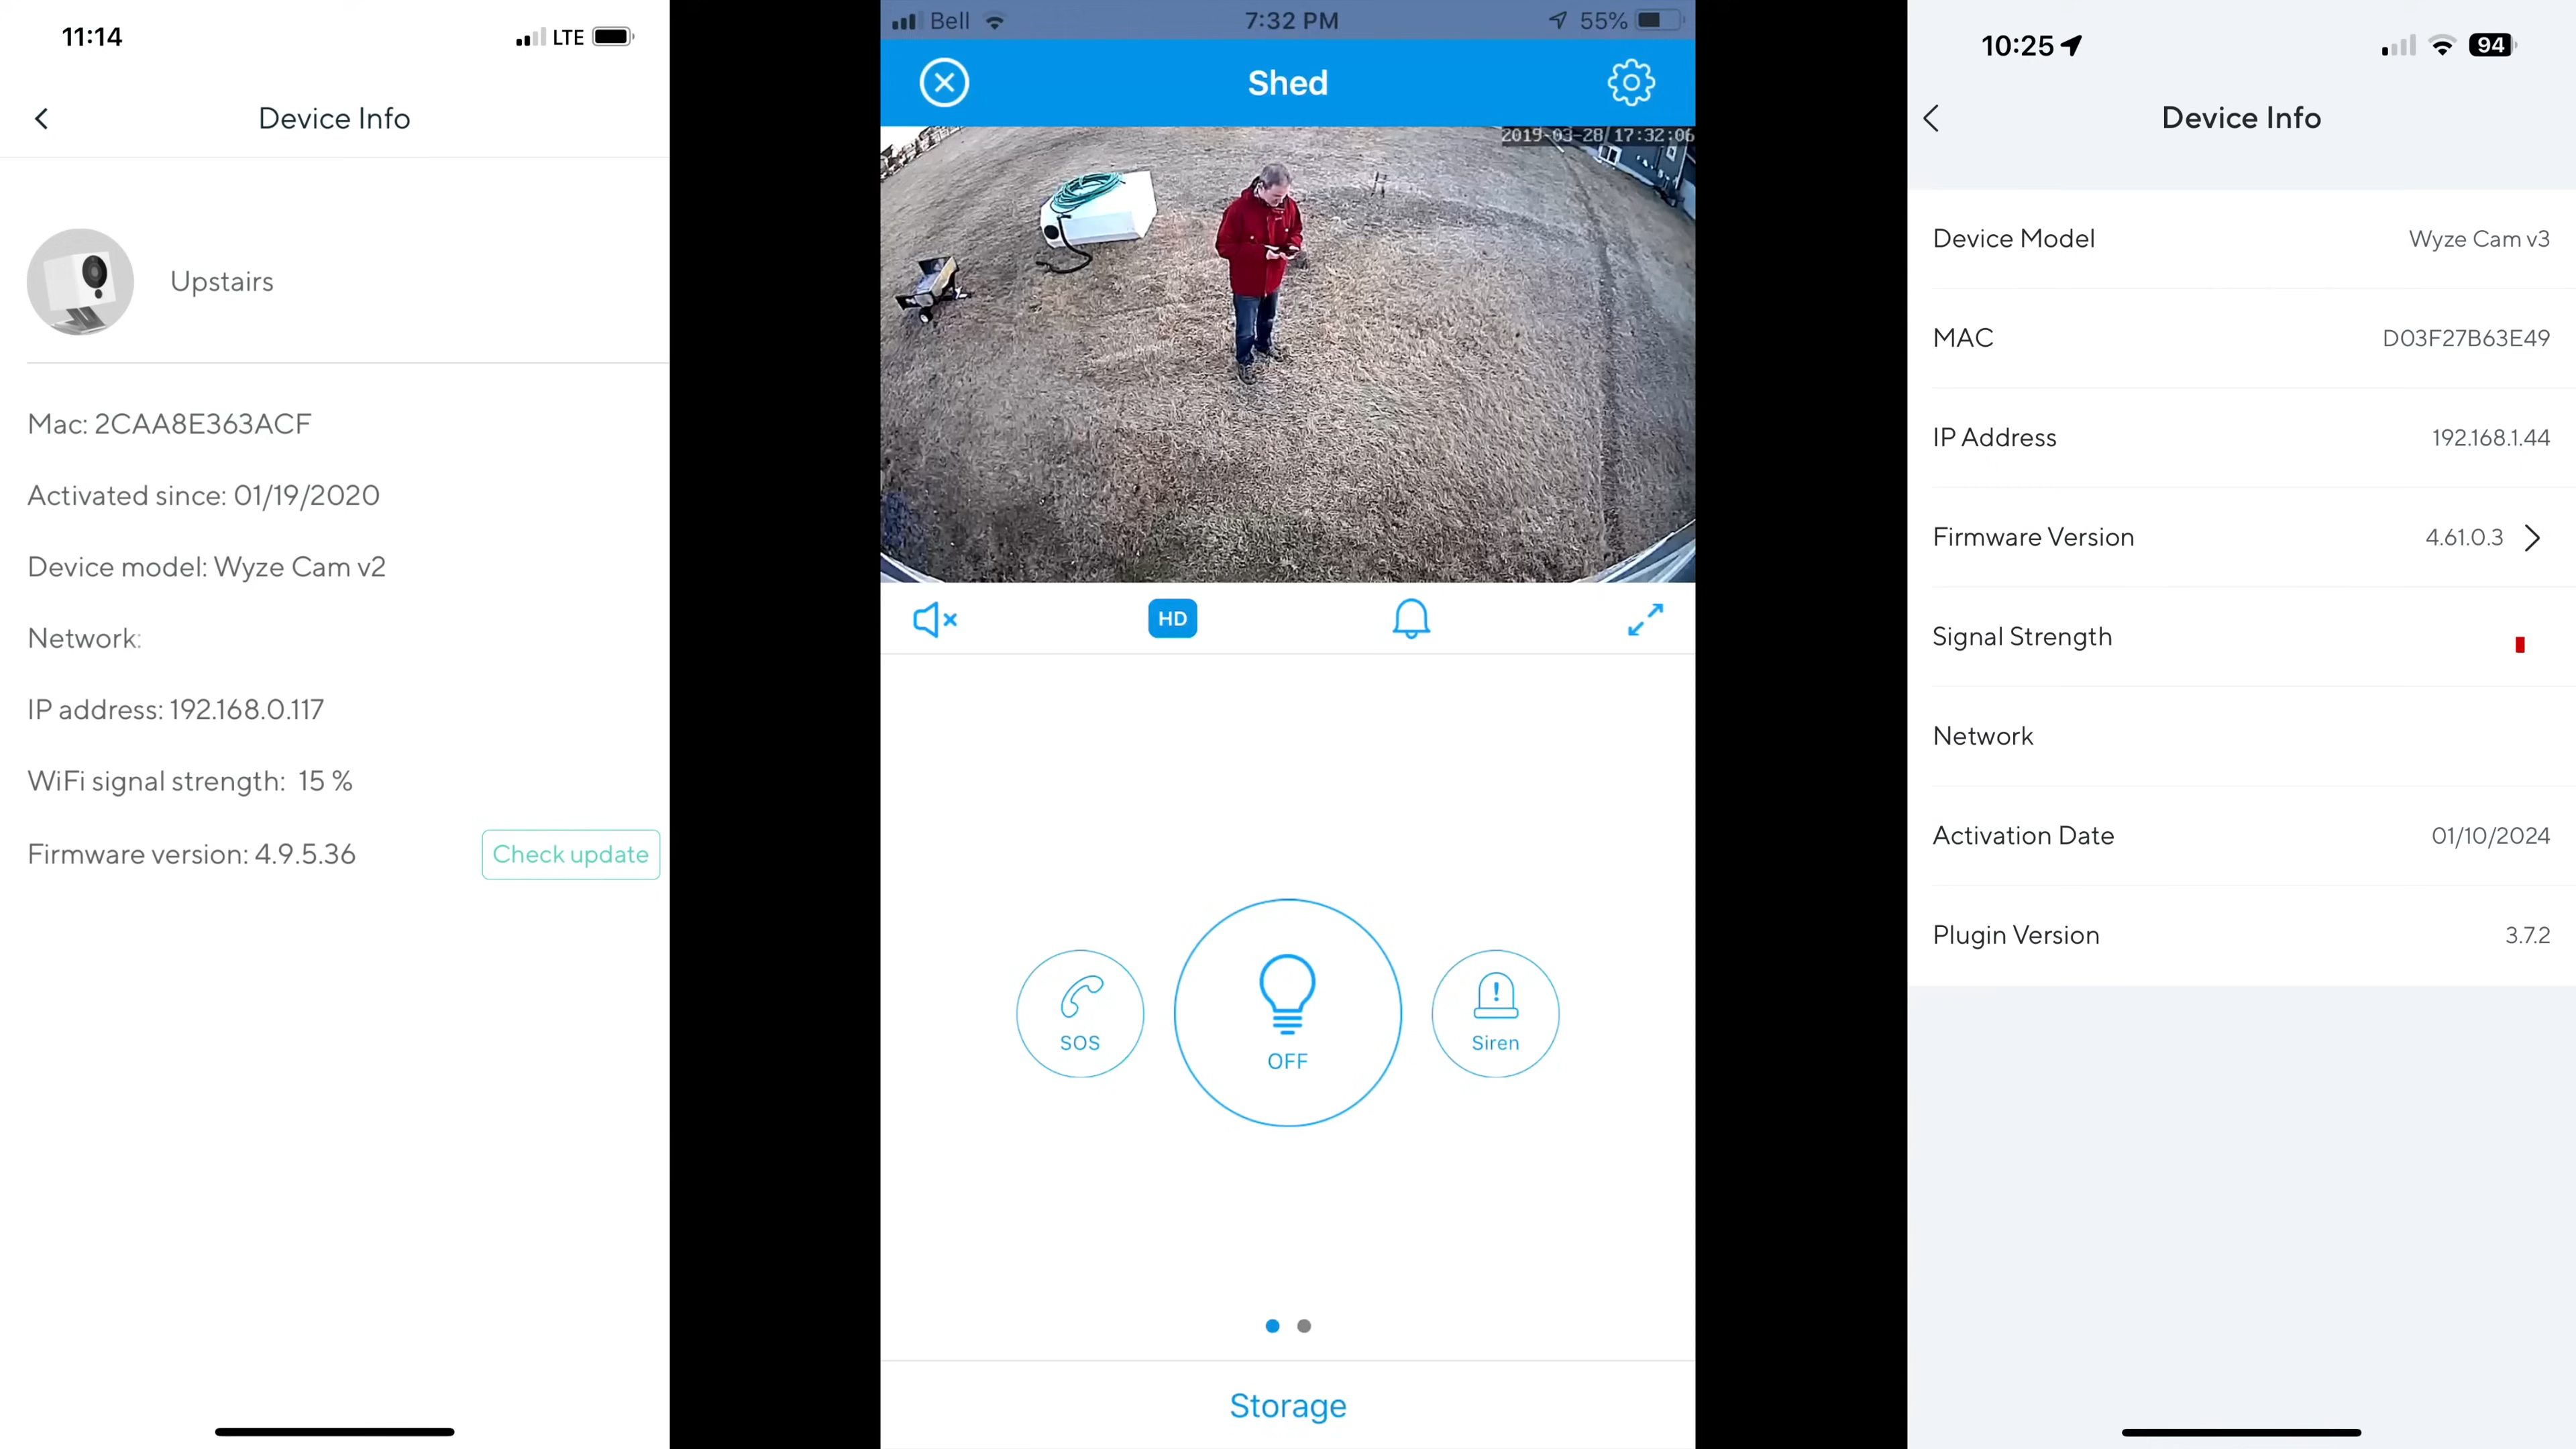 11:14
LTE
Device Info
Upstairs
Mac: 2CAA8E363ACF
Activated since: 01/19/2020
Device model: Wyze Cam v2
Network:
IP address: 192.168.0.117
WiFi signal strength: 15 %
Firmware version: 4.9.5.36
Check update
Bell
7:32 PM
55%
Shed
2019-03-28/17:32:06
HD
SOS
OFF
Siren
Storage
10:25
94
Device Info
Device Model
Wyze Cam v3
MAC
D03F27B63E49
IP Address
192.168.1.44
Firmware Version
4.61.0.3
Signal Strength
Network
Activation Date
01/10/2024
Plugin Version
3.7.2